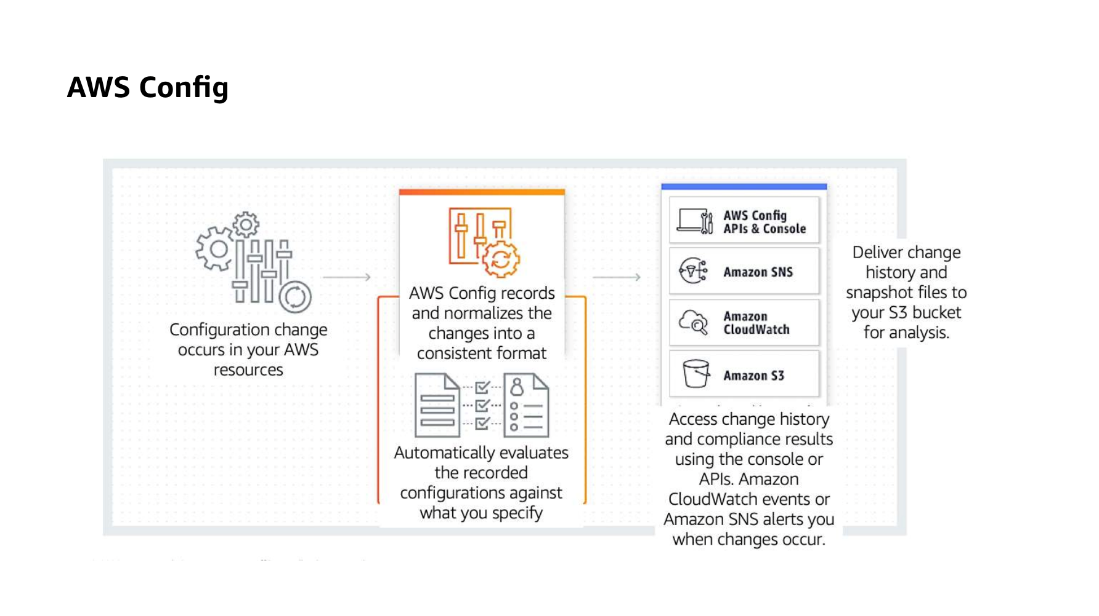 AWS Config
Configuration change
occurs in your AWS
resources
AWS Config records
and normalizes the
changes into a
consistent format
Automatically evaluates
the recorded
configurations against
what you specify
AWS Config
APIs & Console
Amazon SNS
Amazon
CloudWatch
Amazon S3
Access change history
and compliance results
using the console or
APIs. Amazon
CloudWatch events or
Amazon SNS alerts you
when changes occur.
Deliver change
history and
snapshot files to
your S3 bucket
for analysis.